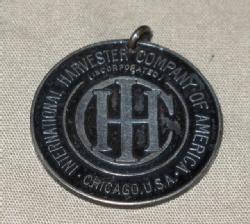 INTERNATIONAL HARVESTER COMPANY OF AMERICA
(INCORPORATED)
IHC
· CHICAGO, U.S.A. ·